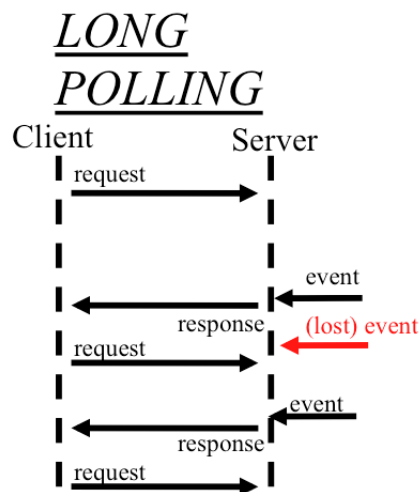 LONG
POLLING
Client Server
request
event
response
(lost) event
request
event
response
request